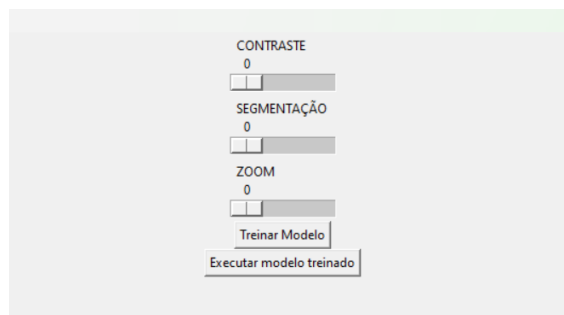 CONTRASTE
0
SEGMENTAÇÃO
0
ZOOM
0
Treinar Modelo
Executar modelo treinado